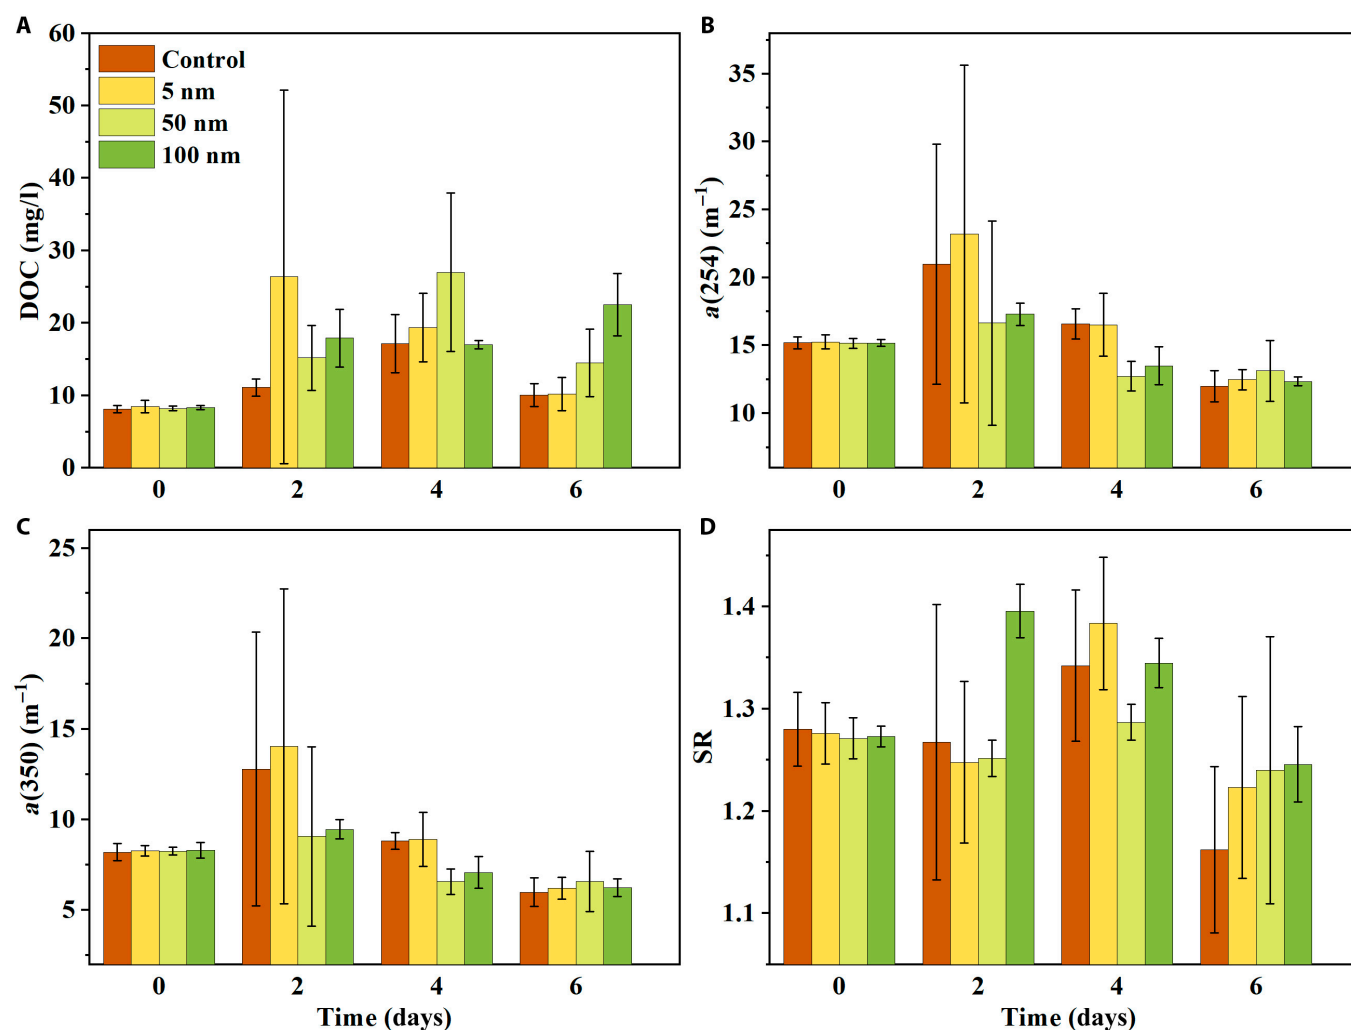 A
60
50
40
30
20
10
0
DOC (mg/l)
Control
5 nm
50 nm
100 nm
0 2 4 6
B
35
30
25
20
15
10
a(254) (m⁻¹)
0 2 4 6
C
25
20
15
10
5
a(350) (m⁻¹)
0 2 4 6
Time (days)
D
1.4
1.3
1.2
1.1
SR
0 2 4 6
Time (days)